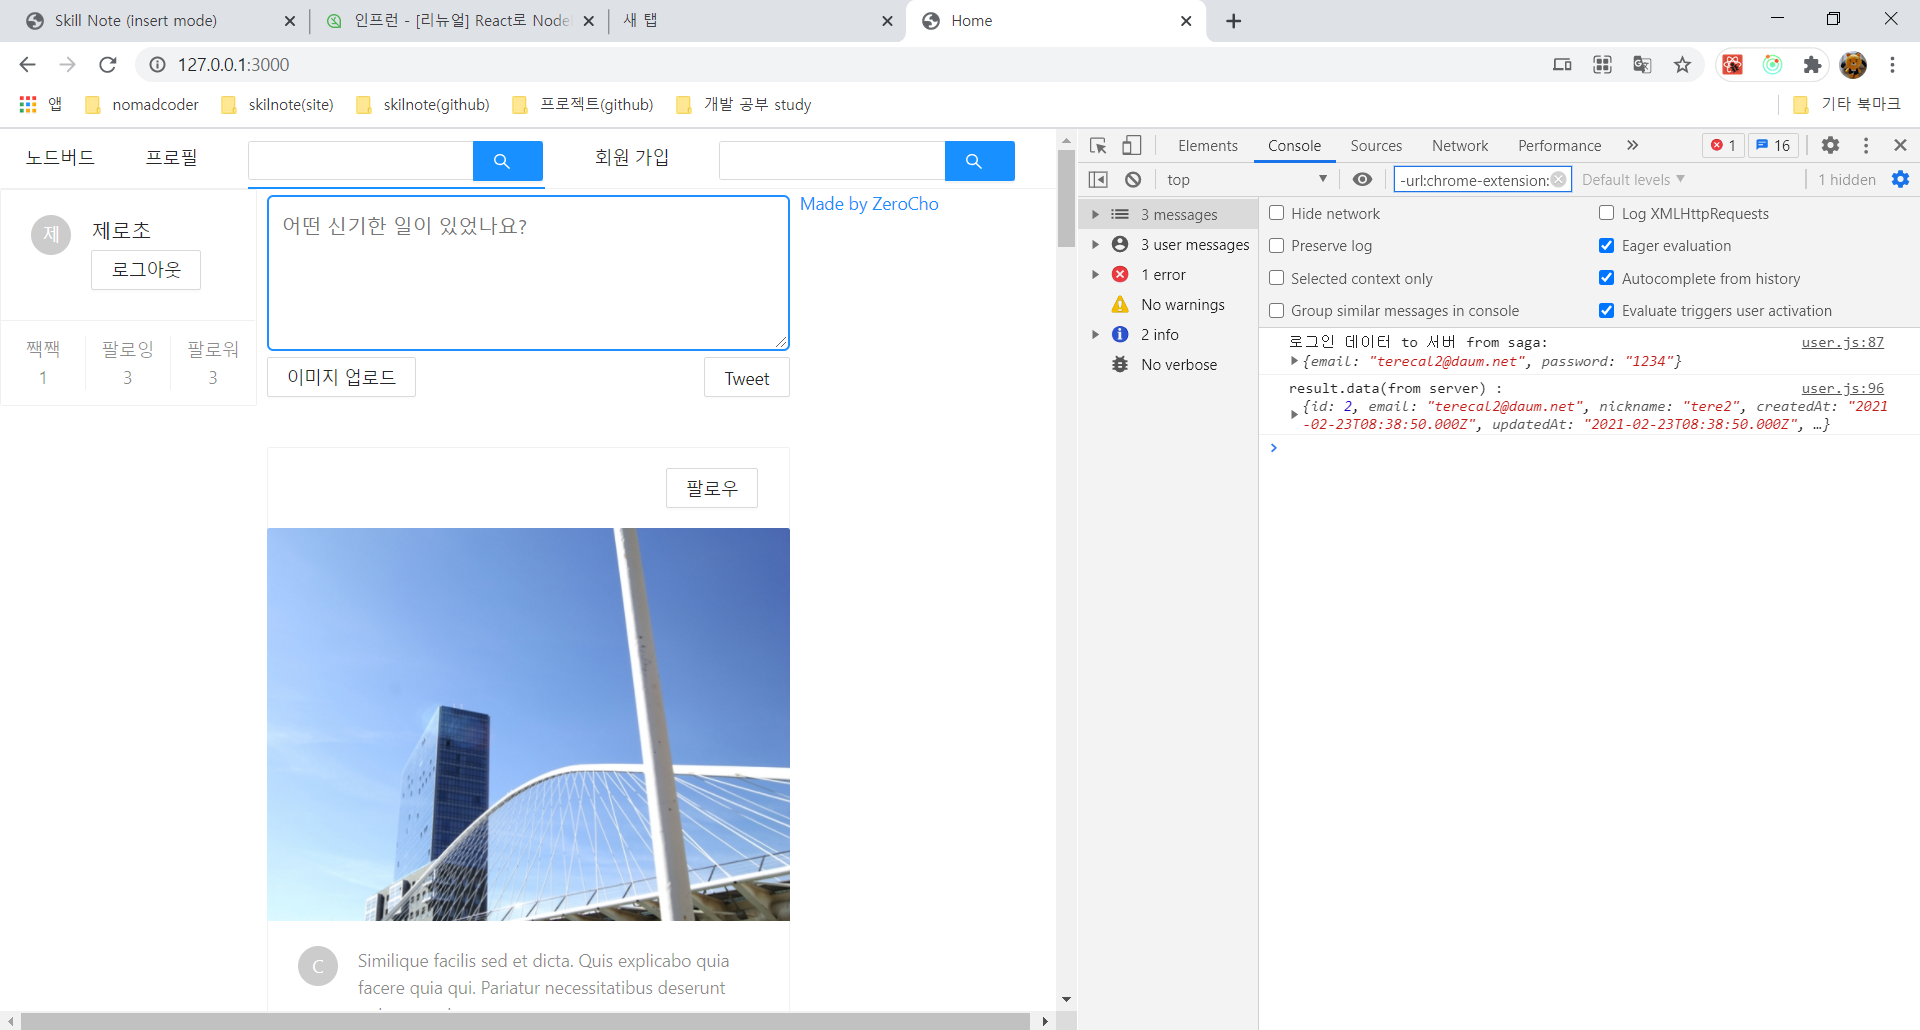 Skill Note (insert mode)
인프런 - [리뉴얼] React로 Node
새 탭
Home
127.0.0.1:3000
앱
nomadcoder
skilnote(site)
skilnote(github)
프로젝트(github)
개발 공부 study
기타 북마크
노드버드
프로필
회원 가입
제
제로초
로그아웃
짹짹
1
팔로잉
3
팔로워
3
어떤 신기한 일이 있었나요?
이미지 업로드
Tweet
Made by ZeroCho
팔로우
C
Similique facilis sed et dicta. Quis explicabo quia
facere quia qui. Pariatur necessitatibus deserunt
Elements
Console
Sources
Network
Performance
1
16
top
-url:chrome-extension:
Default levels
1 hidden
3 messages
3 user messages
1 error
No warnings
2 info
No verbose
Hide network
Log XMLHttpRequests
Preserve log
Eager evaluation
Selected context only
Autocomplete from history
Group similar messages in console
Evaluate triggers user activation
로그인 데이터 to 서버 from saga:
user.js:87
{email: "terecal2@daum.net", password: "1234"}
result.data(from server) :
user.js:96
{id: 2, email: "terecal2@daum.net", nickname: "tere2", createdAt: "2021
-02-23T08:38:50.000Z", updatedAt: "2021-02-23T08:38:50.000Z", …}